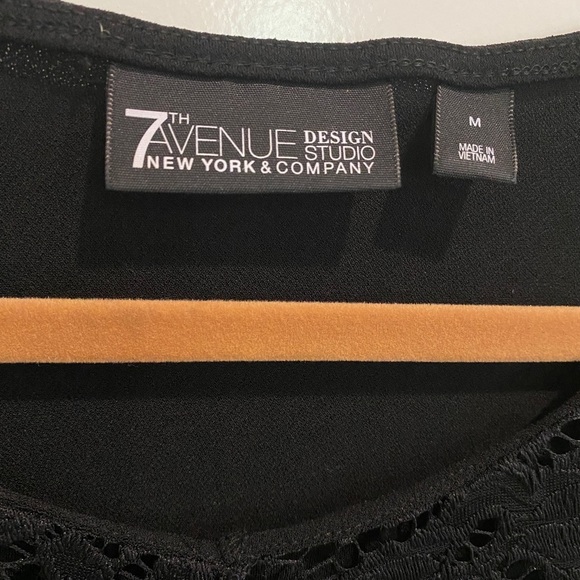 7TH AVENUE DESIGN STUDIO
NEW YORK & COMPANY
M
MADE IN
VIETNAM